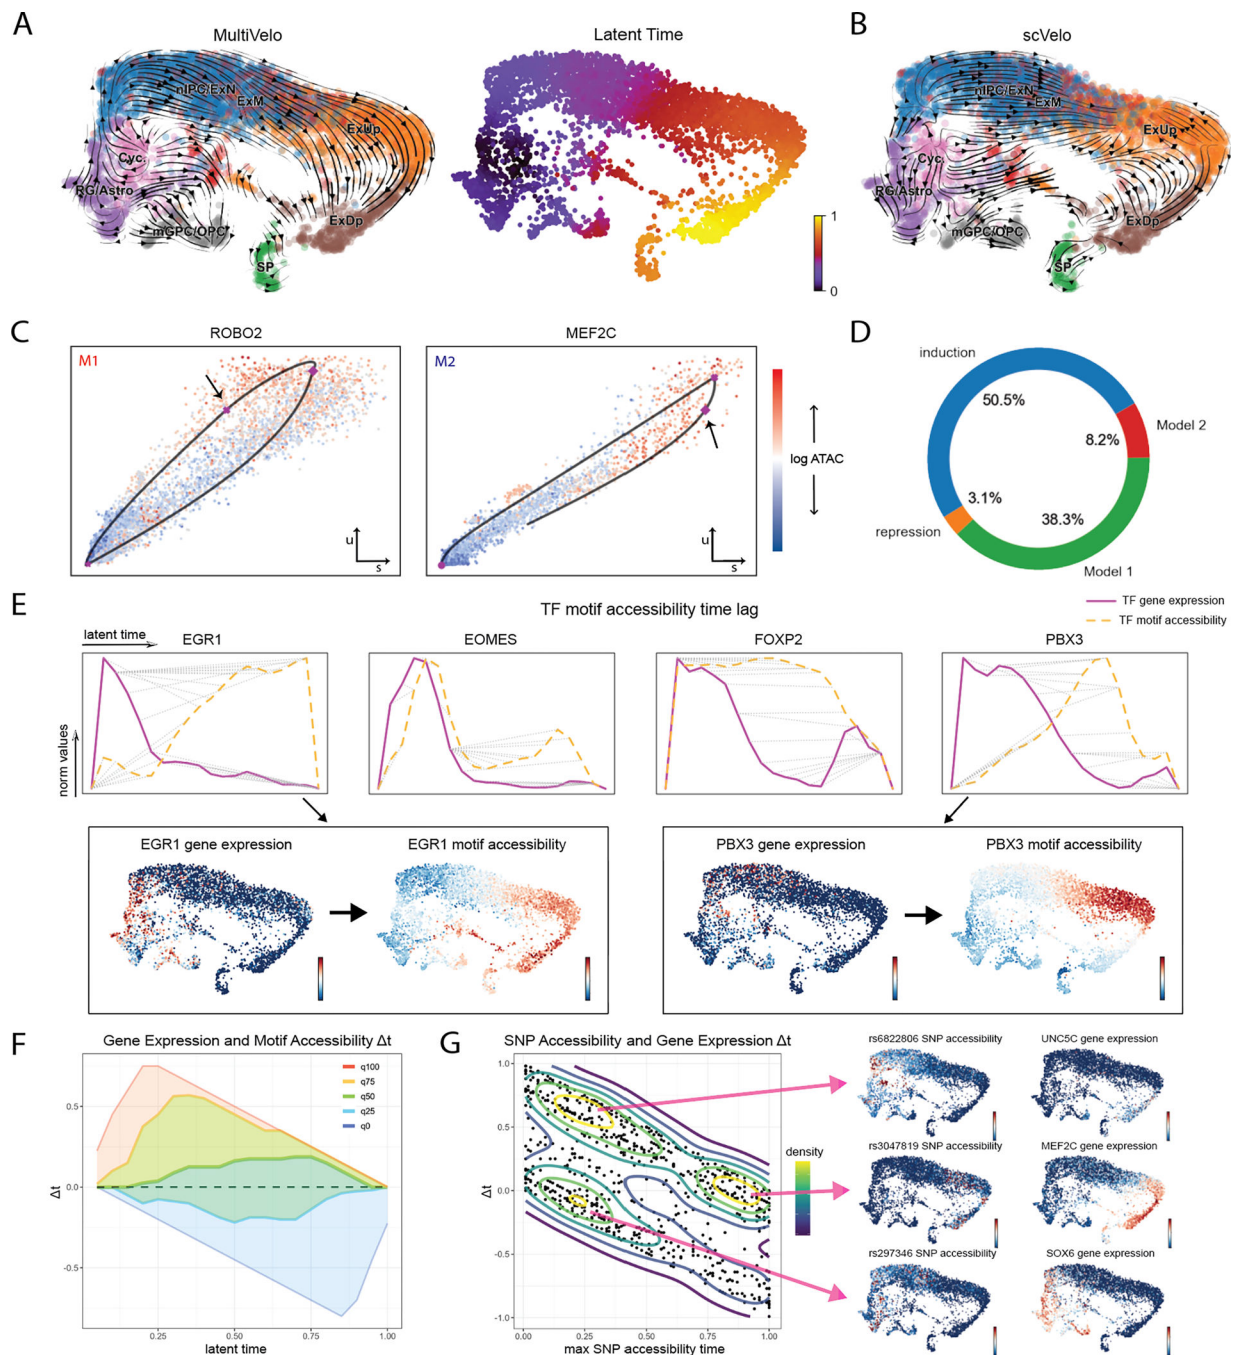 A
MultiVelo
nIPC/ExN
ExM
ExUp
Cyc.
RG/Astro
mGPC/OPC
ExDp
SP
Latent Time
1
0
B
scVelo
nIPC/ExN
ExM
ExUp
Cyc.
RG/Astro
mGPC/OPC
ExDp
SP
C
ROBO2
M1
u
s
MEF2C
M2
u
s
log ATAC
D
induction
50.5%
Model 2
8.2%
3.1%
repression
38.3%
Model 1
E
TF motif accessibility time lag
TF gene expression
TF motif accessibility
latent time
norm values
EGR1
EOMES
FOXP2
PBX3
EGR1 gene expression
EGR1 motif accessibility
PBX3 gene expression
PBX3 motif accessibility
F
Gene Expression and Motif Accessibility Δt
q100
q75
q50
q25
q0
0.5
0.0
-0.5
Δt
0.25
0.50
0.75
1.00
latent time
G
SNP Accessibility and Gene Expression Δt
1.0
0.5
0.0
-0.5
-1.0
Δt
0.00
0.25
0.50
0.75
1.00
max SNP accessibility time
density
rs6822806 SNP accessibility
UNC5C gene expression
rs3047819 SNP accessibility
MEF2C gene expression
rs297346 SNP accessibility
SOX6 gene expression